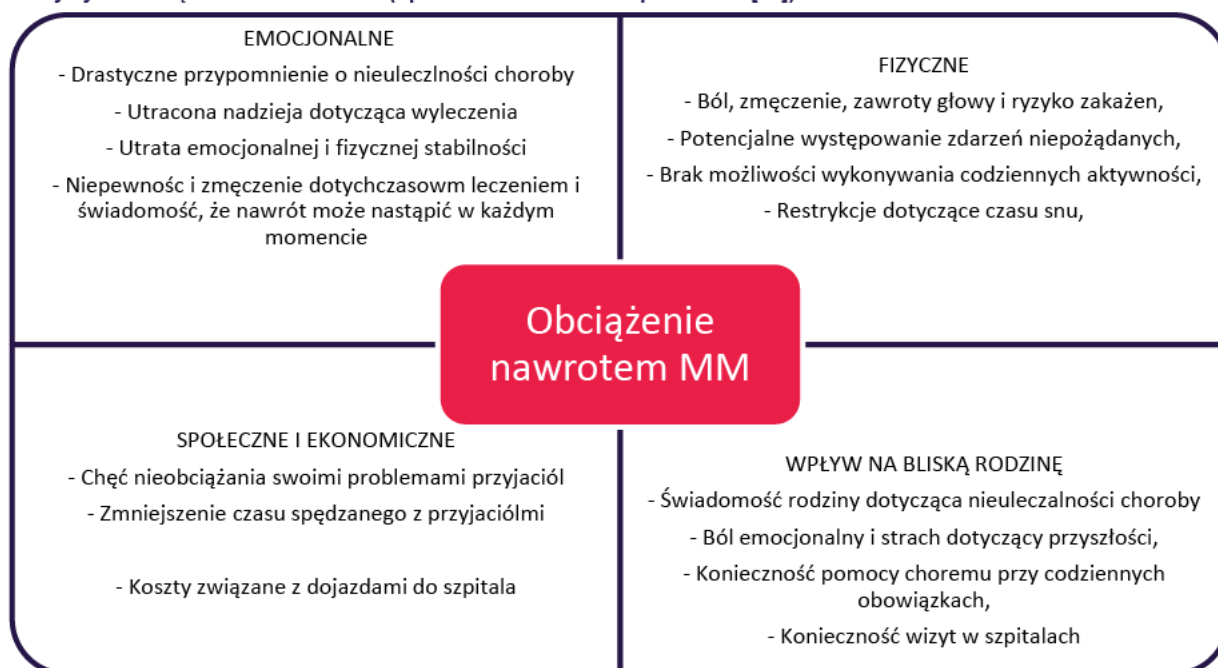 EMOCJONALNE
- Drastyczne przypomnienie o nieuleczlności choroby
- Utracona nadzieja dotycząca wyleczenia
- Utrata emocjonalnej i fizycznej stabilności
- Niepewnośc i zmęczenie dotychczasowm leczeniem i
świadomość, że nawrót może nastąpić w każdym
momencie
FIZYCZNE
- Ból, zmęczenie, zawroty głowy i ryzyko zakażen,
- Potencjalne występowanie zdarzeń niepożądanych,
- Brak możliwości wykonywania codziennych aktywności,
- Restrykcje dotyczące czasu snu,
Obciążenie
nawrotem MM
SPOŁECZNE I EKONOMICZNE
- Chęć nieobciążania swoimi problemami przyjaciól
- Zmniejszenie czasu spędzanego z przyjaciólmi
- Koszty związane z dojazdami do szpitala
WPŁYW NA BLISKĄ RODZINĘ
- Świadomość rodziny dotycząca nieuleczalności choroby
- Ból emocjonalny i strach dotyczący przyszłości,
- Konieczność pomocy choremu przy codziennych
obowiązkach,
- Konieczność wizyt w szpitalach